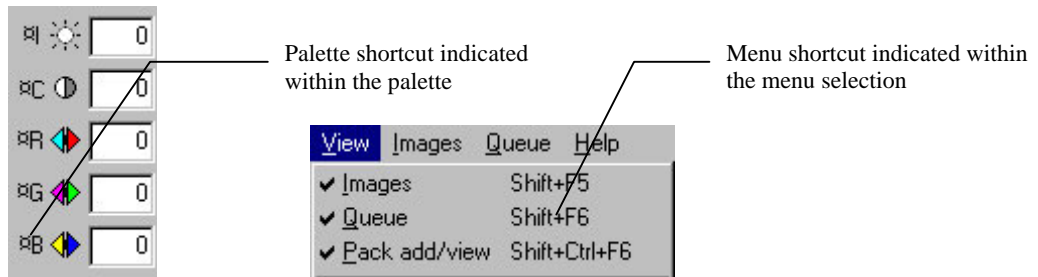 ¤I 0
¤C 0
¤R 0
¤G 0
¤B 0
Palette shortcut indicated
within the palette
Menu shortcut indicated within
the menu selection
View Images Queue Help
Images Shift+F5
Queue Shift+F6
Pack add/view Shift+Ctrl+F6